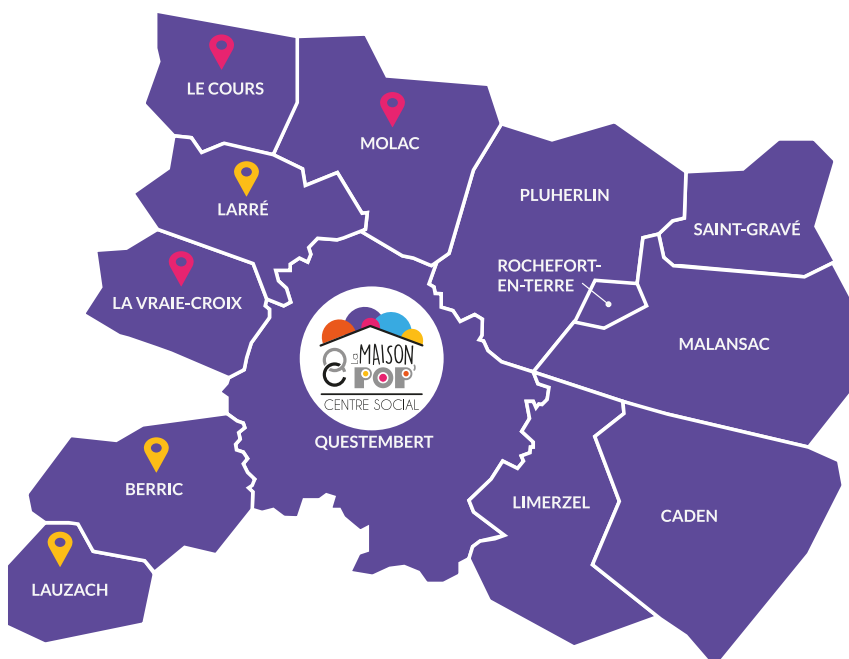 LE COURS
MOLAC
LARRÉ
PLUHERLIN
SAINT-GRAVÉ
ROCHEFORT-
EN-TERRE
LA VRAIE-CROIX
MALANSAC
QC La MAISON
POP'
CENTRE SOCIAL
QUESTEMBERT
BERRIC
LIMERZEL
CADEN
LAUZACH